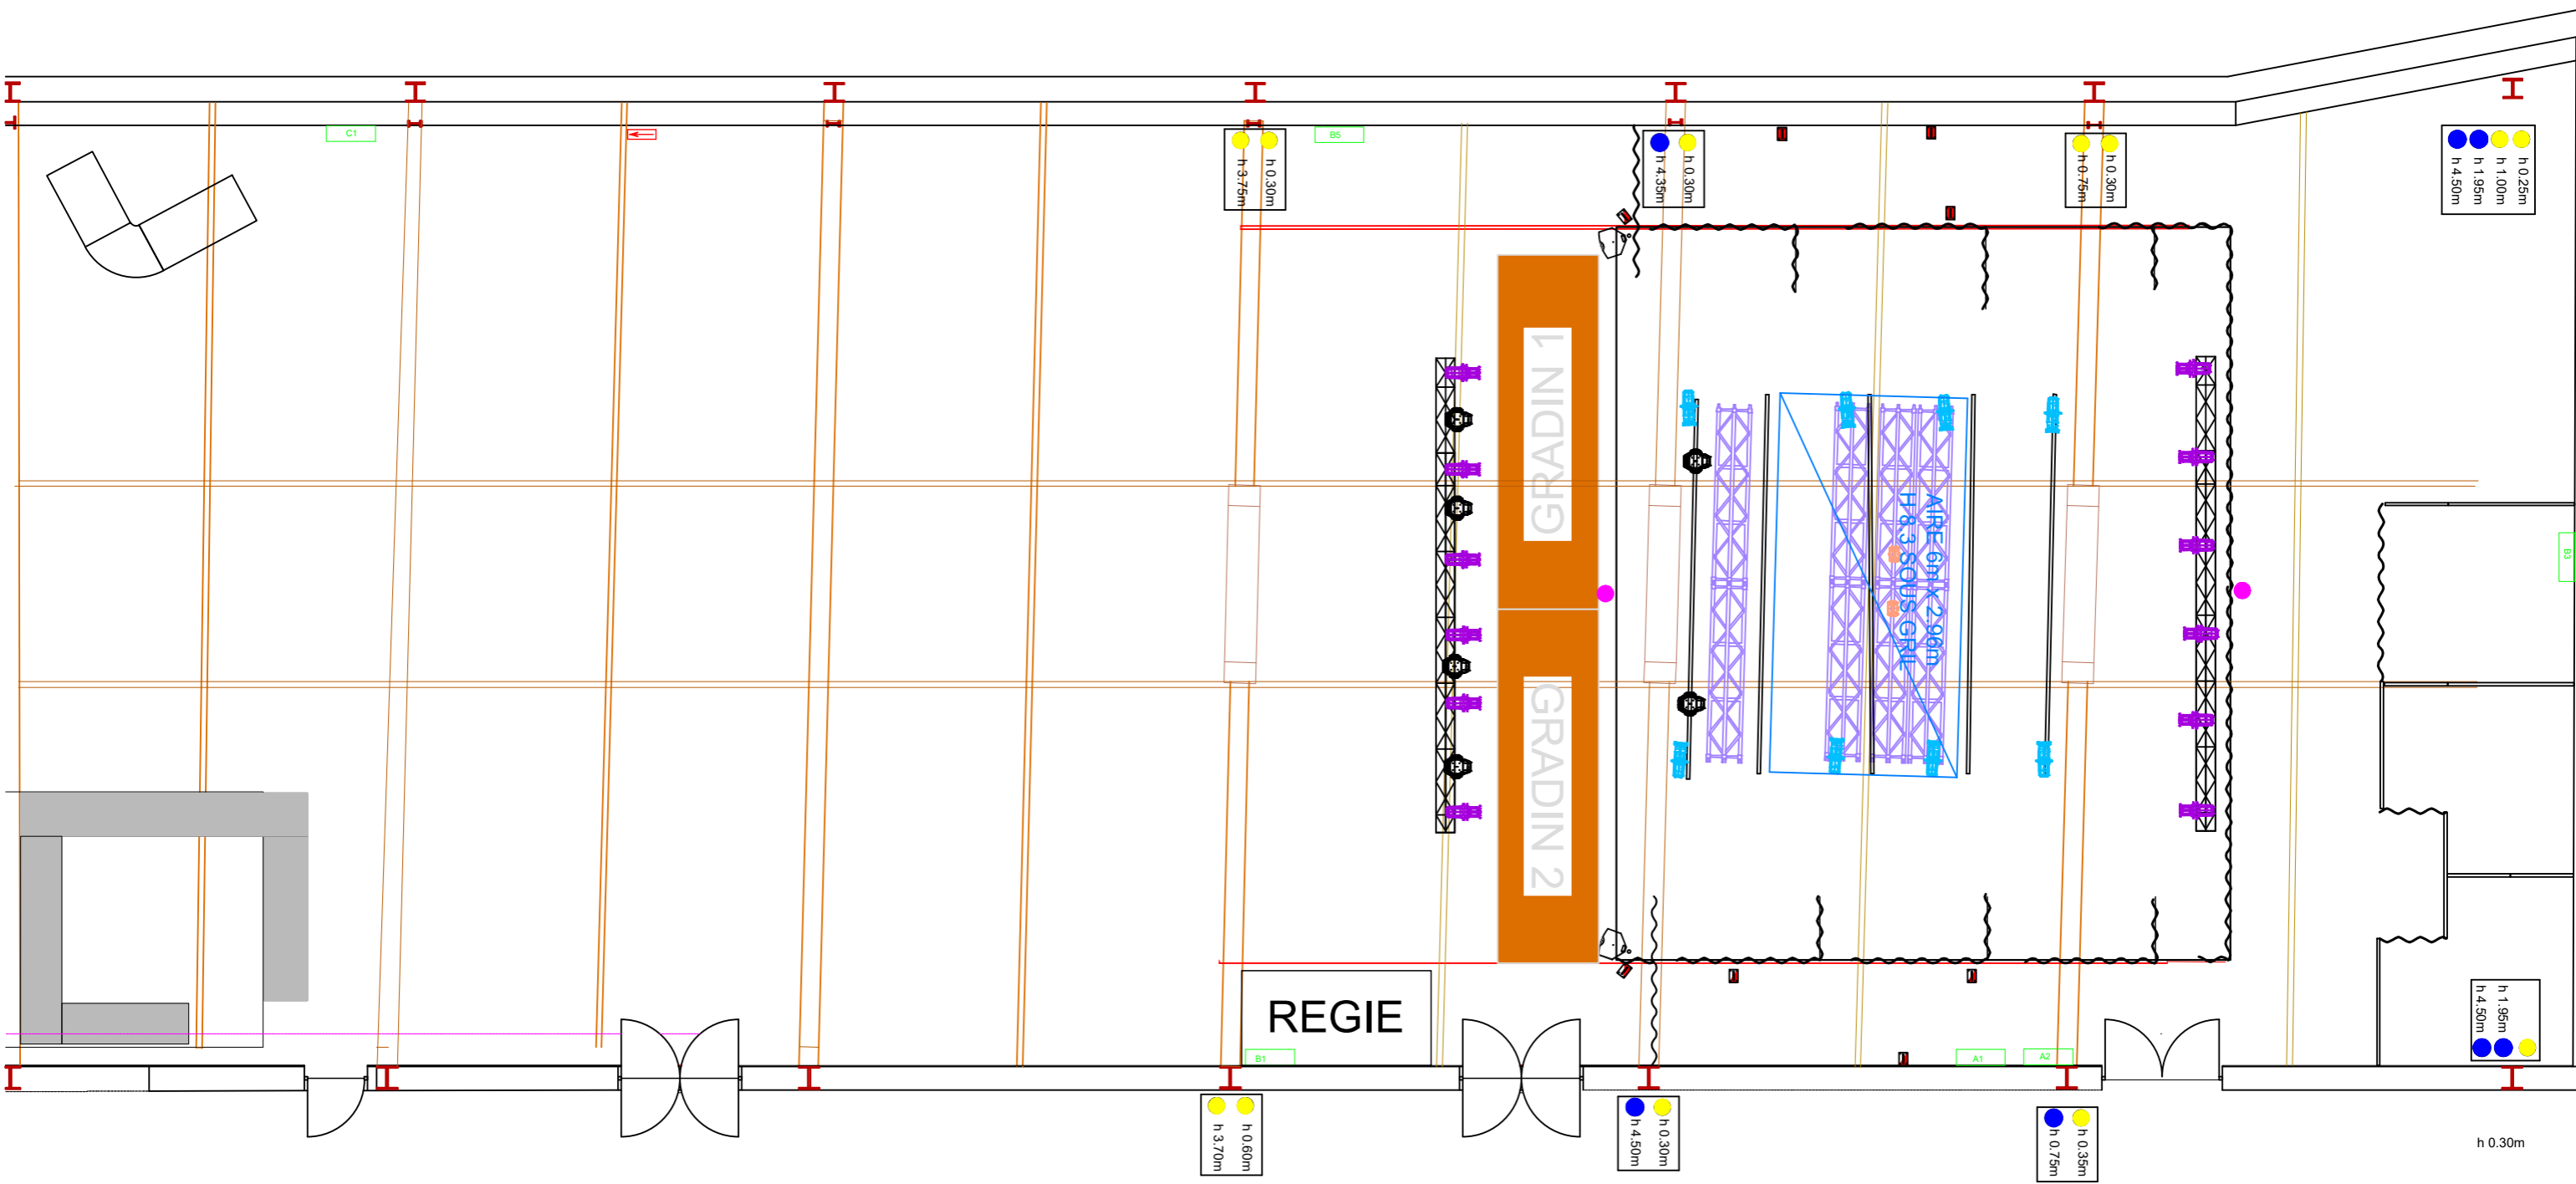 C1
B5
h 3.75m
h 0.30m
h 4.35m
h 0.30m
h 0.75m
h 0.30m
h 4.50m
h 1.95m
h 1.00m
h 0.25m
GRADIN 1
GRADIN 2
AIRE 6m x 2.96m
H 8,3 SOUS GRIL
B3
REGIE
B1
A1
A2
h 4.50m
h 1.95m
h 3.70m
h 0.60m
h 4.50m
h 0.30m
h 0.75m
h 0.35m
h 0.30m